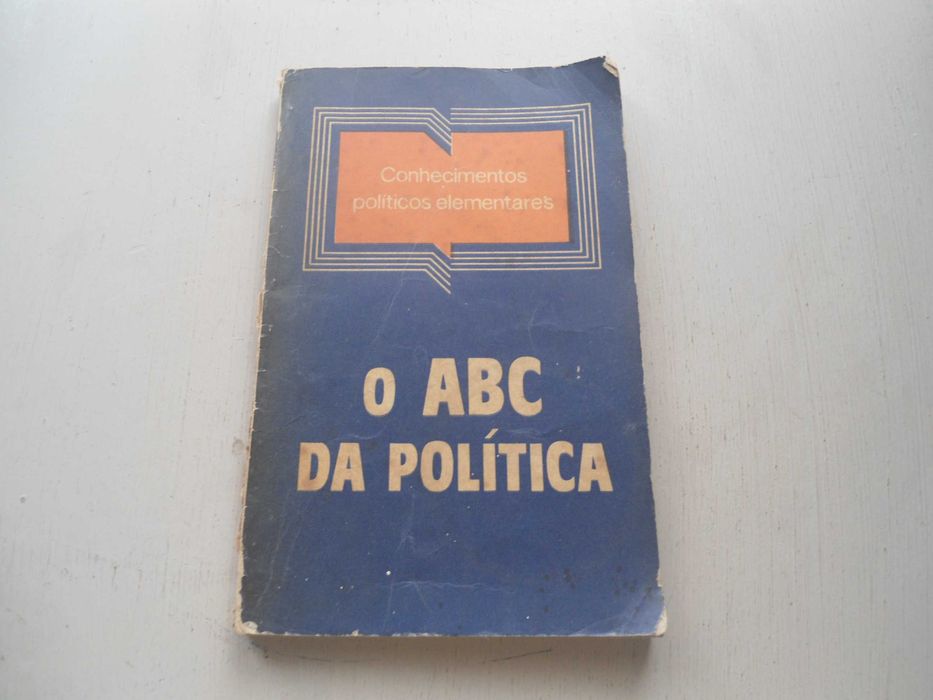 Conhecimentos
políticos elementares
O ABC
DA POLÍTICA